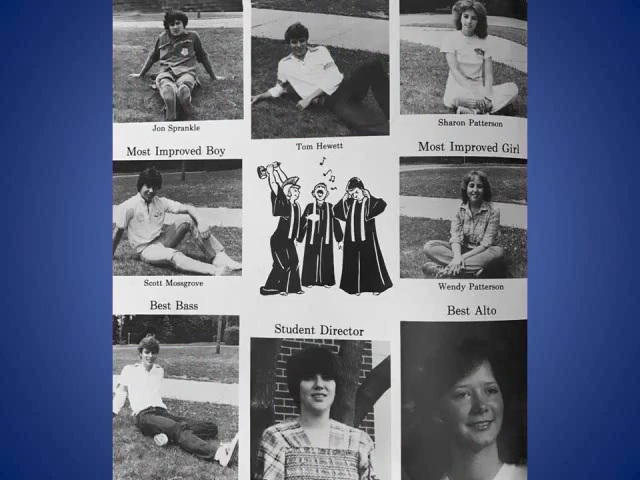 Jon Sprankle
Most Improved Boy
Tom Hewett
Sharon Patterson
Most Improved Girl
Scott Mossgrove
Best Bass
Wendy Patterson
Best Alto
Student Director